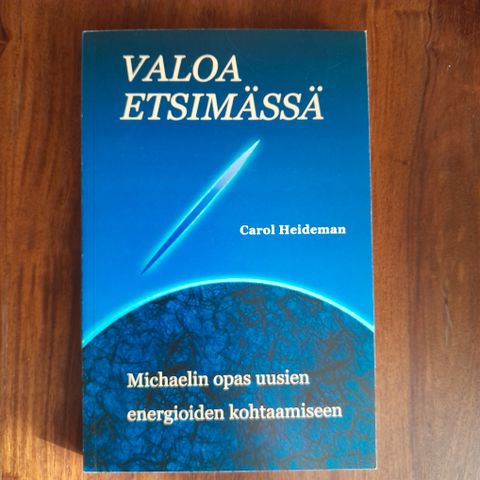 VALOA
ETSIMÄSSÄ
Carol Heideman
Michaelin opas uusien
energioiden kohtaamiseen